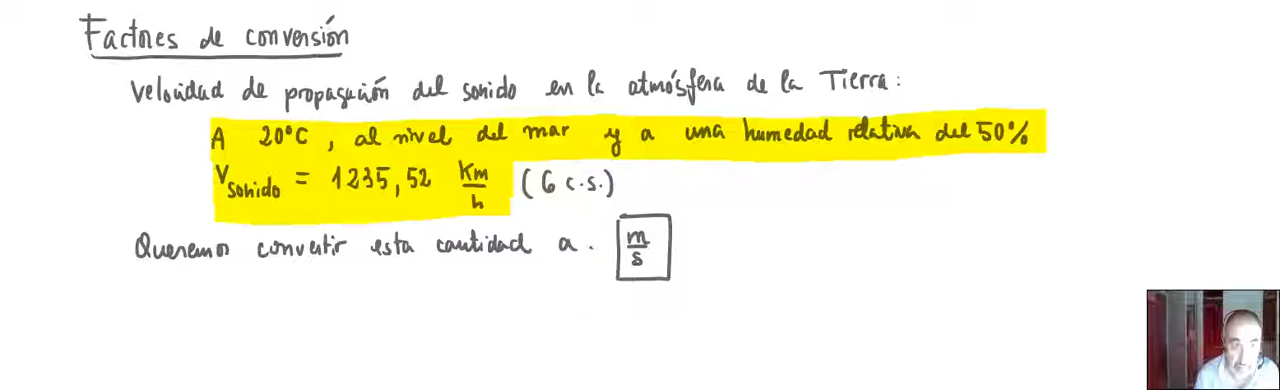 Factores de conversión
Velocidad de propagación del sonido en la atmósfera de la Tierra:
A 20°C, al nivel del mar y a una humedad relativa del 50%
V sonido = 1235,52 Km/h (6 c.s.)
Queremos convertir esta cantidad a. m/s